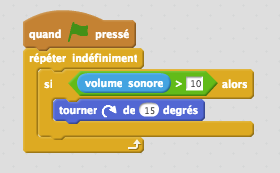 quand pressé
répéter indéfiniment
si volume sonore > 10 alors
tourner de 15 degrés